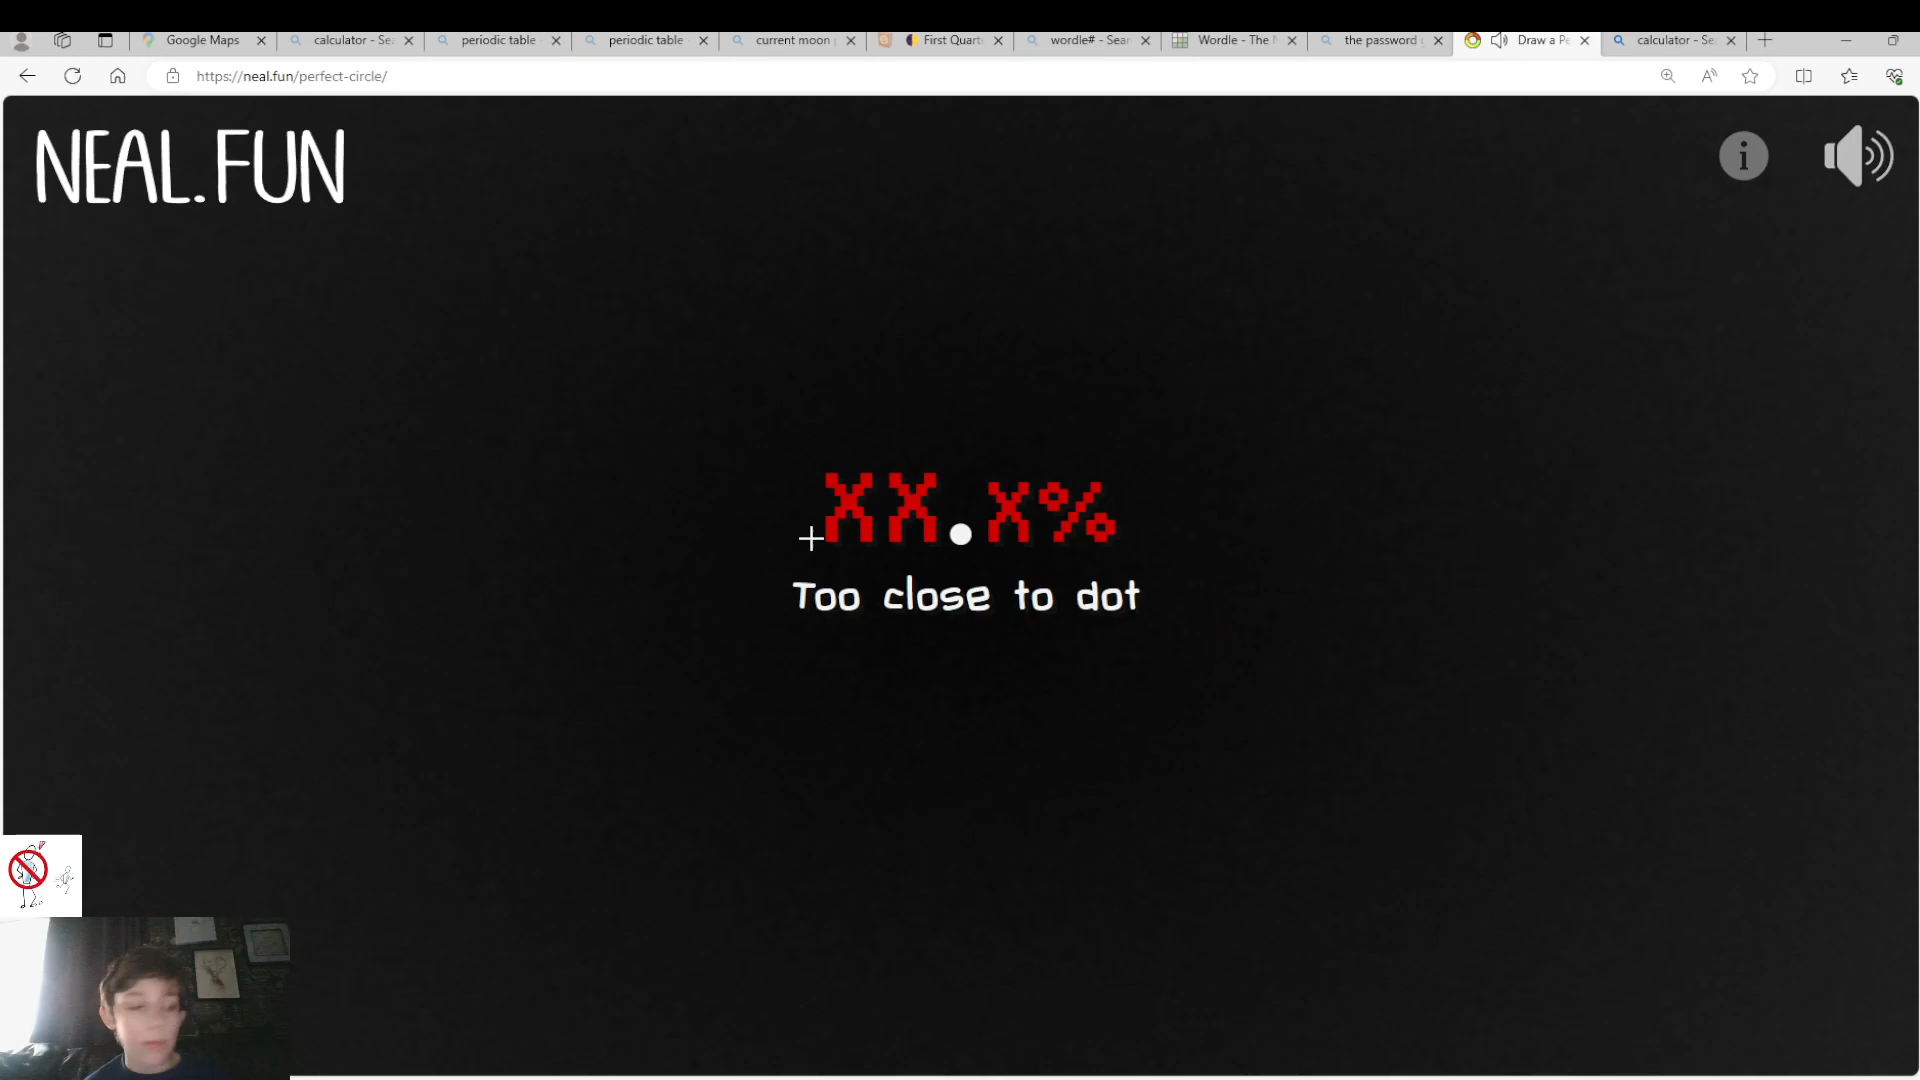 Google Maps
calculator - Se
periodic table
periodic table
current moon
First Quart
wordle# - Sear
Wordle - The
the password
Draw a Pe
calculator - Se
https://neal.fun/perfect-circle/
NEAL.FUN
XX.X%
Too close to dot